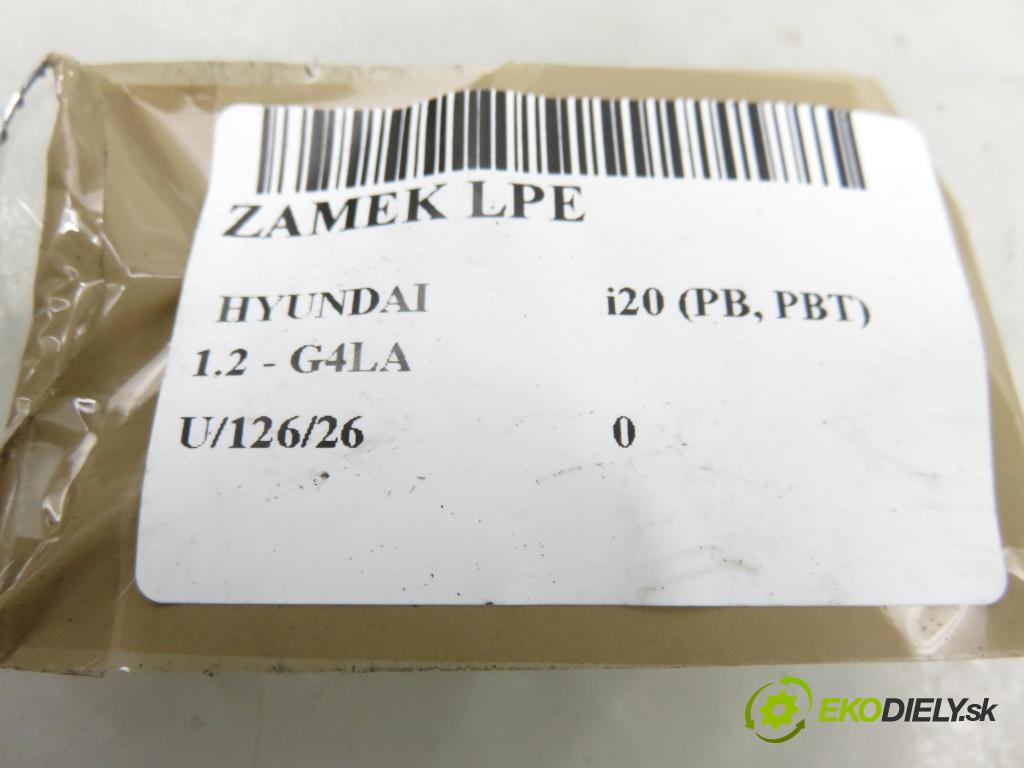 ZAMEK LPE
HYUNDAI i20 (PB, PBT)
1.2 - G4LA
U/126/26 0
EKODIELY.sk